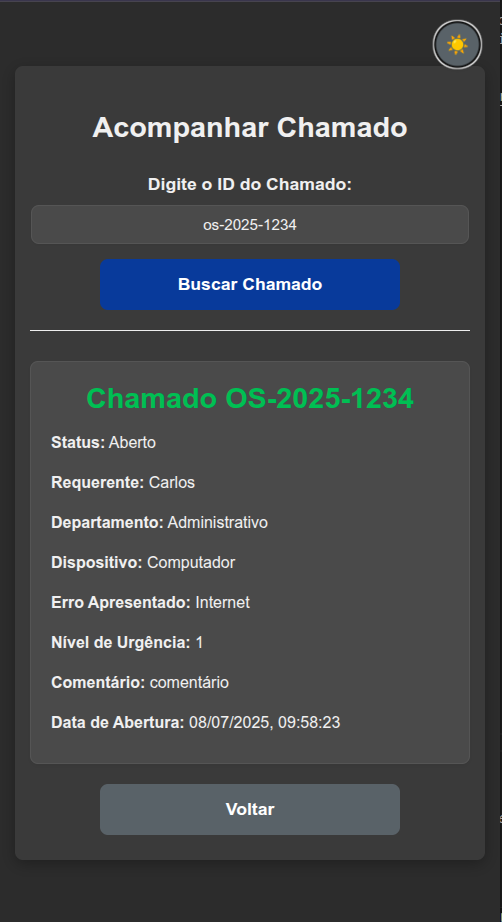 Acompanhar Chamado
Digite o ID do Chamado:
os-2025-1234
Buscar Chamado
Chamado OS-2025-1234
Status: Aberto
Requerente: Carlos
Departamento: Administrativo
Dispositivo: Computador
Erro Apresentado: Internet
Nível de Urgência: 1
Comentário: comentário
Data de Abertura: 08/07/2025, 09:58:23
Voltar